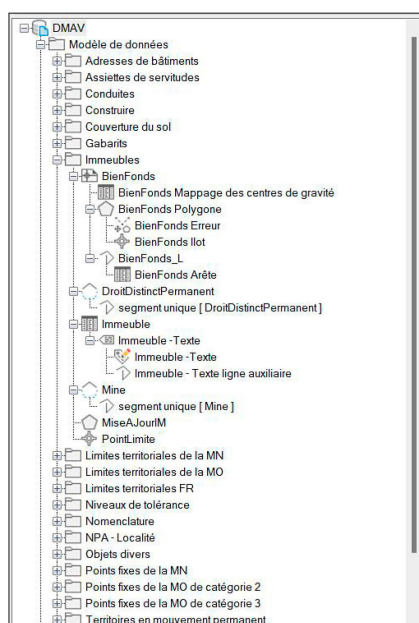 DMAV
Modèle de données
Adresses de bâtiments
Assiettes de servitudes
Conduites
Construire
Couverture du sol
Gabarits
Immeubles
BienFonds
BienFonds Mappage des centres de gravité
BienFonds Polygone
BienFonds Erreur
BienFonds Ilot
BienFonds_L
BienFonds Arête
DroitDistinctPermanent
segment unique [ DroitDistinctPermanent ]
Immeuble
Immeuble -Texte
Immeuble -Texte
Immeuble - Texte ligne auxiliaire
Mine
segment unique [ Mine ]
MiseAJourIM
PointLimite
Limites territoriales de la MN
Limites territoriales de la MO
Limites territoriales FR
Niveaux de tolérance
Nomenclature
NPA - Localité
Objets divers
Points fixes de la MN
Points fixes de la MO de catégorie 2
Points fixes de la MO de catégorie 3
Territoires en mouvement permanent